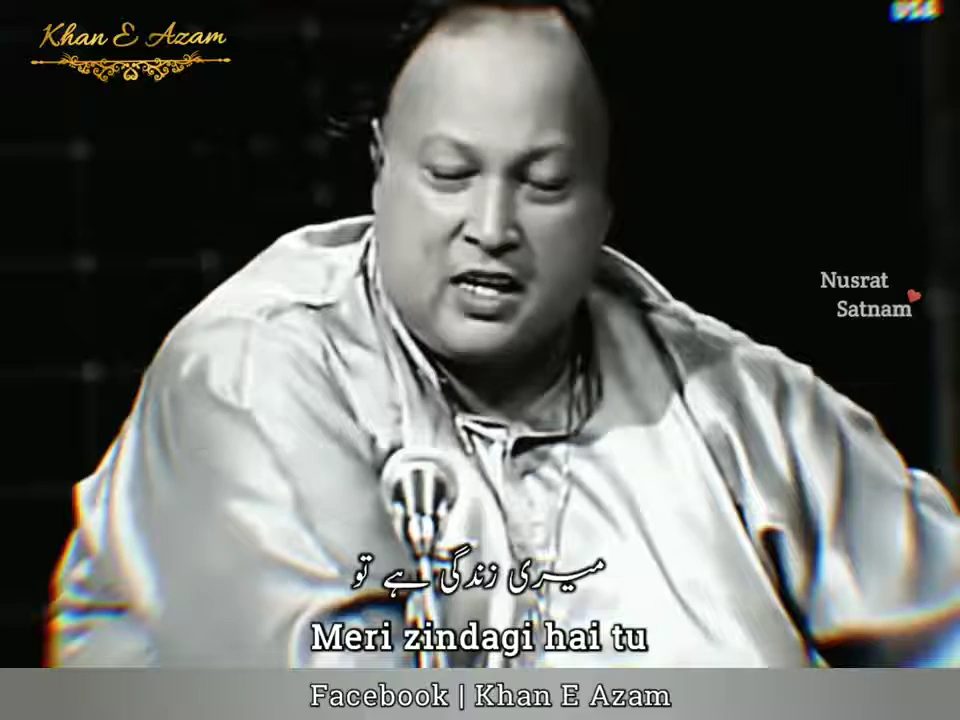 Khan E Azam
Nusrat
Satnam
میری زندگی ہے تو
Meri zindagi hai tu
Facebook | Khan E Azam